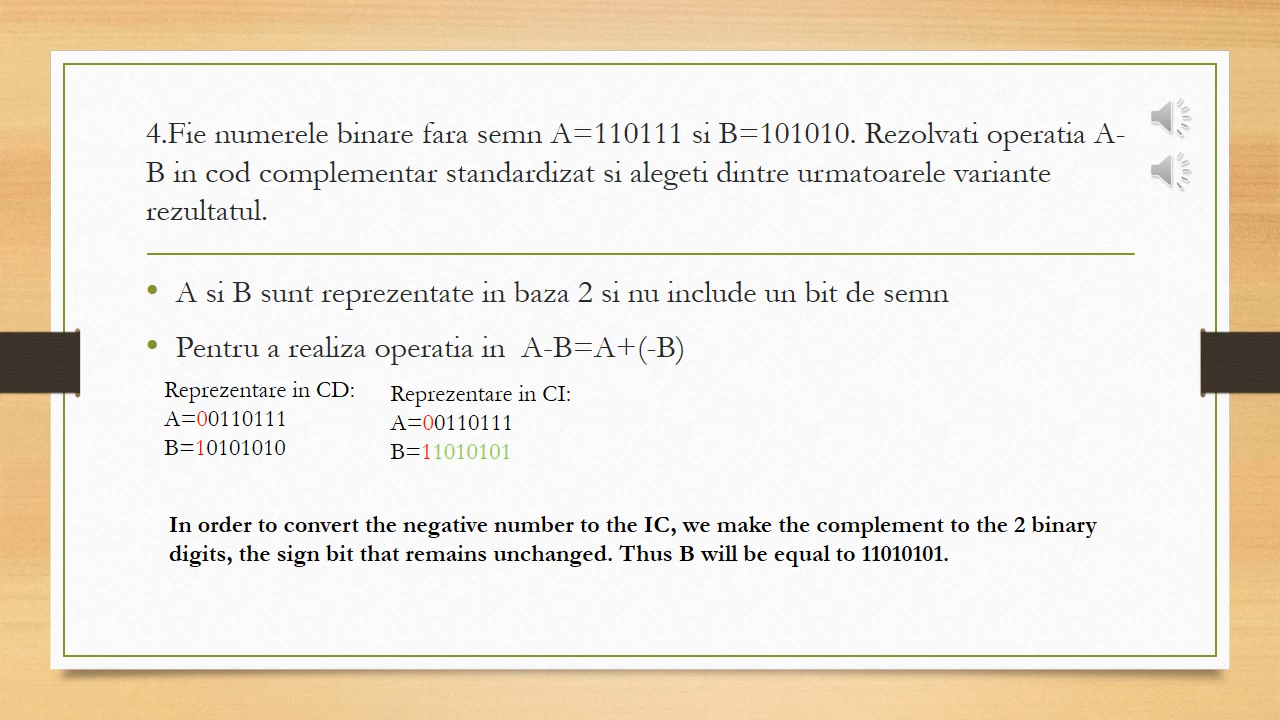 4.Fie numerele binare fara semn A=110111 si B=101010. Rezolvati operatia A-
B in cod complementar standardizat si alegeti dintre urmatoarele variante
rezultatul.
• A si B sunt reprezentate in baza 2 si nu include un bit de semn
• Pentru a realiza operatia in  A-B=A+(-B)
Reprezentare in CD:
A=00110111
B=10101010
Reprezentare in CI:
A=00110111
B=11010101
In order to convert the negative number to the IC, we make the complement to the 2 binary
digits, the sign bit that remains unchanged. Thus B will be equal to 11010101.